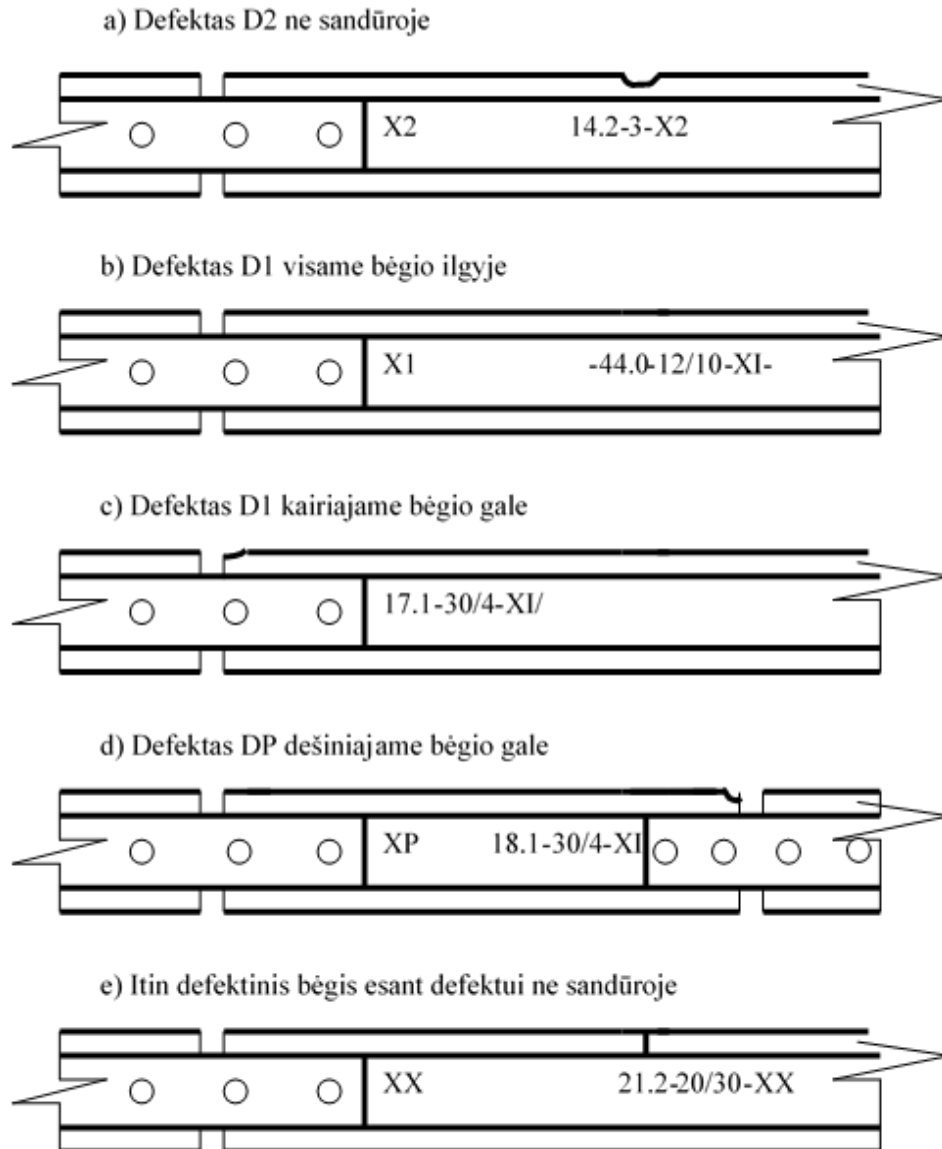 a) Defektas D2 ne sandūroje
X2 14.2-3-X2
b) Defektas D1 visame bėgio ilgyje
X1 -44.0-12/10-XI-
c) Defektas D1 kairiajame bėgio gale
17.1-30/4-XI/
d) Defektas DP dešiniajame bėgio gale
XP 18.1-30/4-XI
e) Itin defektinis bėgis esant defektui ne sandūroje
XX 21.2-20/30-XX